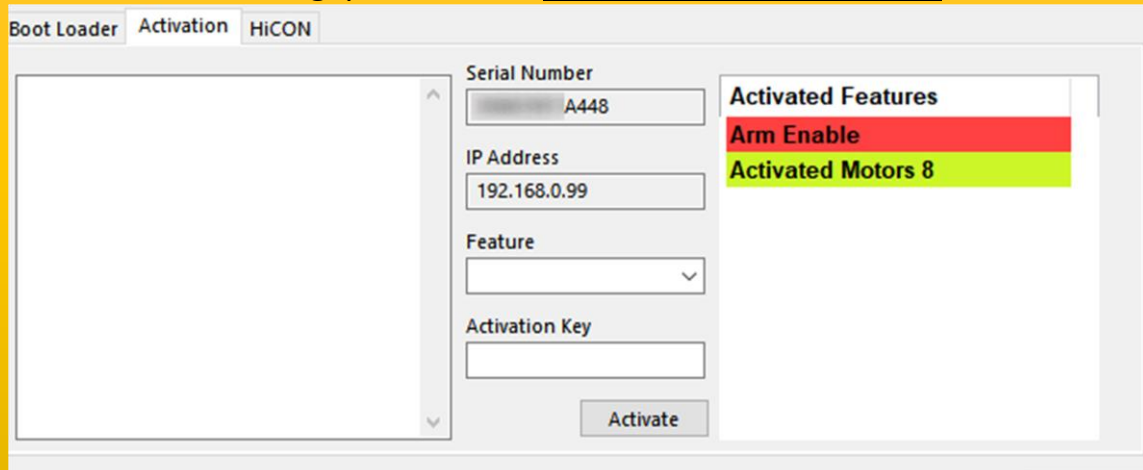 Boot Loader Activation HiCON
Serial Number
A448
IP Address
192.168.0.99
Feature
Activation Key
Activate
Activated Features
Arm Enable
Activated Motors 8